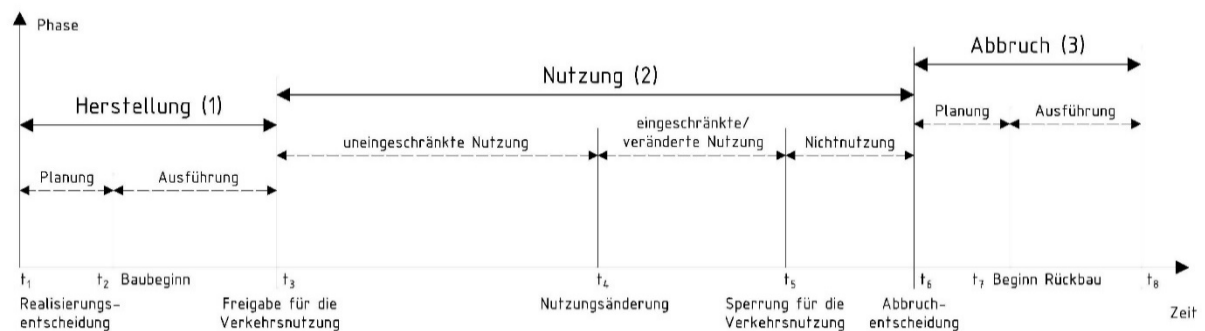 Phase
Abbruch (3)
Nutzung (2)
Herstellung (1)
Planung
Ausführung
uneingeschränkte Nutzung
eingeschränkte/
veränderte Nutzung
Nichtnutzung
Planung
Ausführung
t₁
t₂ Baubeginn
t₃
t₄
t₅
t₆
t₇ Beginn Rückbau
t₈
Realisierungs-
entscheidung
Freigabe für die
Verkehrsnutzung
Nutzungsänderung
Sperrung für die
Verkehrsnutzung
Abbruch-
entscheidung
Zeit